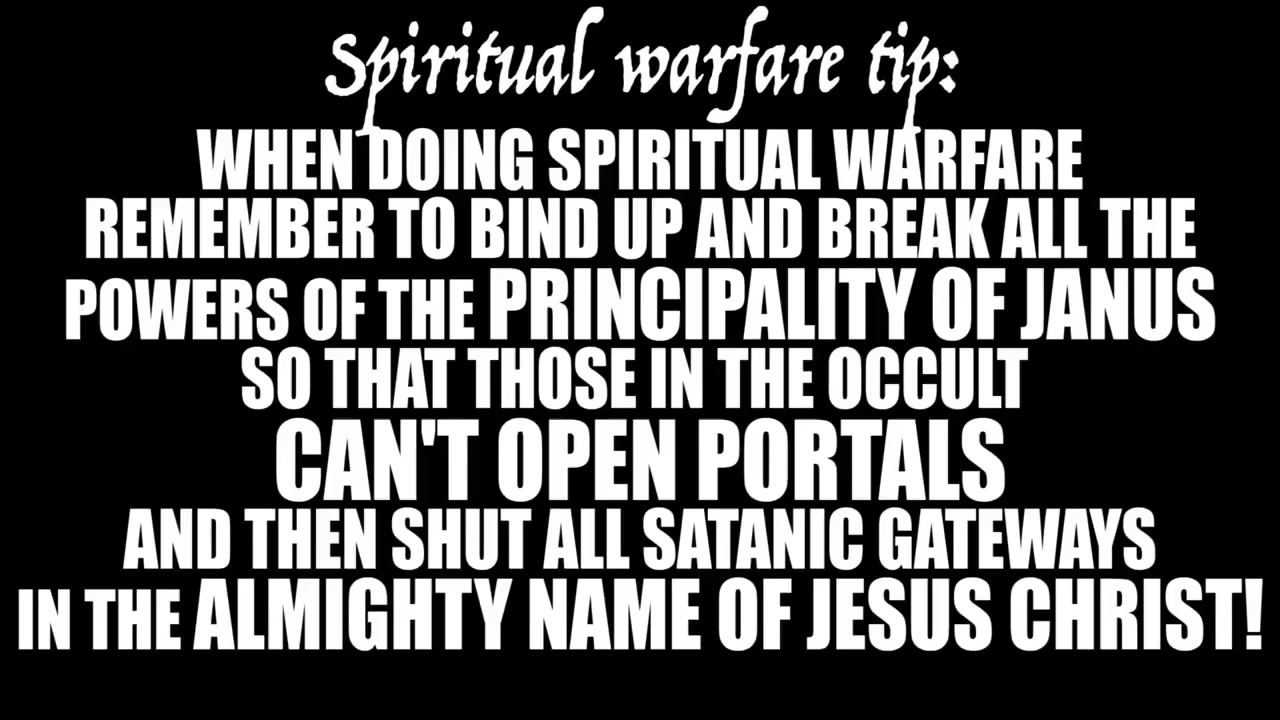 Spiritual warfare tip:
WHEN DOING SPIRITUAL WARFARE
REMEMBER TO BIND UP AND BREAK ALL THE
POWERS OF THE PRINCIPALITY OF JANUS
SO THAT THOSE IN THE OCCULT
CAN'T OPEN PORTALS
AND THEN SHUT ALL SATANIC GATEWAYS
IN THE ALMIGHTY NAME OF JESUS CHRIST!